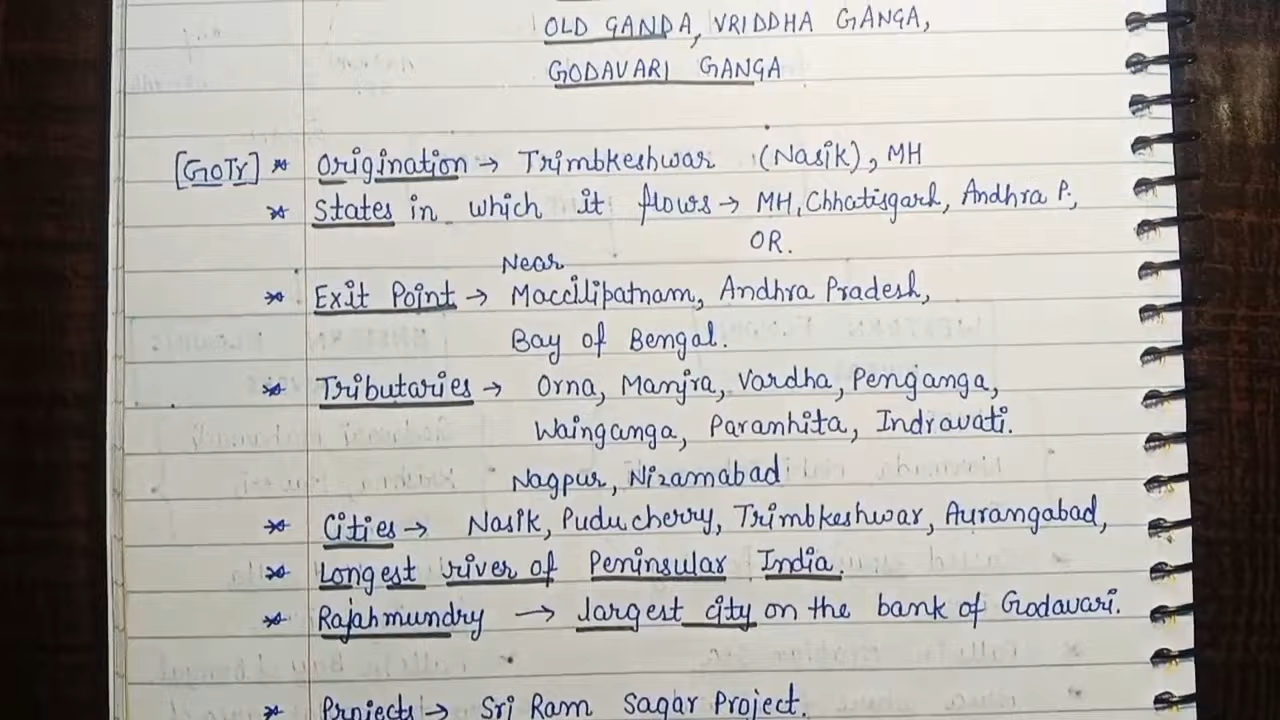 OLD GANDA, VRIDDHA GANGA,
GODAVARI GANGA
[GOTY] * Origination → Trimbkeshwar (Nasik), MH
* States in which it flows → MH, Chhatisgarh, Andhra P.,
OR.
Near
* Exit Point → Maccilipatnam, Andhra Pradesh,
Bay of Bengal.
* Tributaries → Orna, Manjra, Vardha, Penganga,
Wainganga, Paranhita, Indravati.
Nagpur, Nizamabad
* Cities → Nasik, Puducherry, Trimbkeshwar, Aurangabad,
* Longest river of Peninsular India.
* Rajahmundry → largest city on the bank of Godavari.
* Projects → Sri Ram Sagar Project.